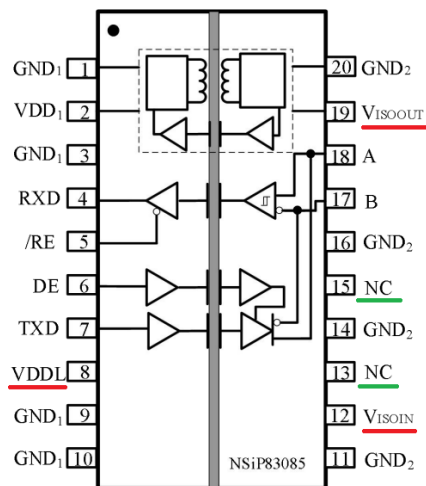 GND₁ 1 20 GND₂
VDD₁ 2 19 VISOOUT
GND₁ 3 18 A
RXD 4 17 B
/RE 5 16 GND₂
DE 6 15 NC
TXD 7 14 GND₂
VDDL 8 13 NC
GND₁ 9 12 VISOIN
GND₁ 10 NSiP83085 11 GND₂